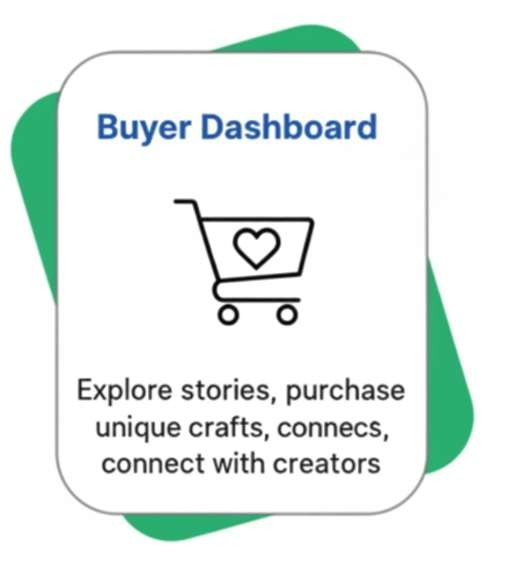 Buyer Dashboard
Explore stories, purchase
unique crafts, connecs,
connect with creators